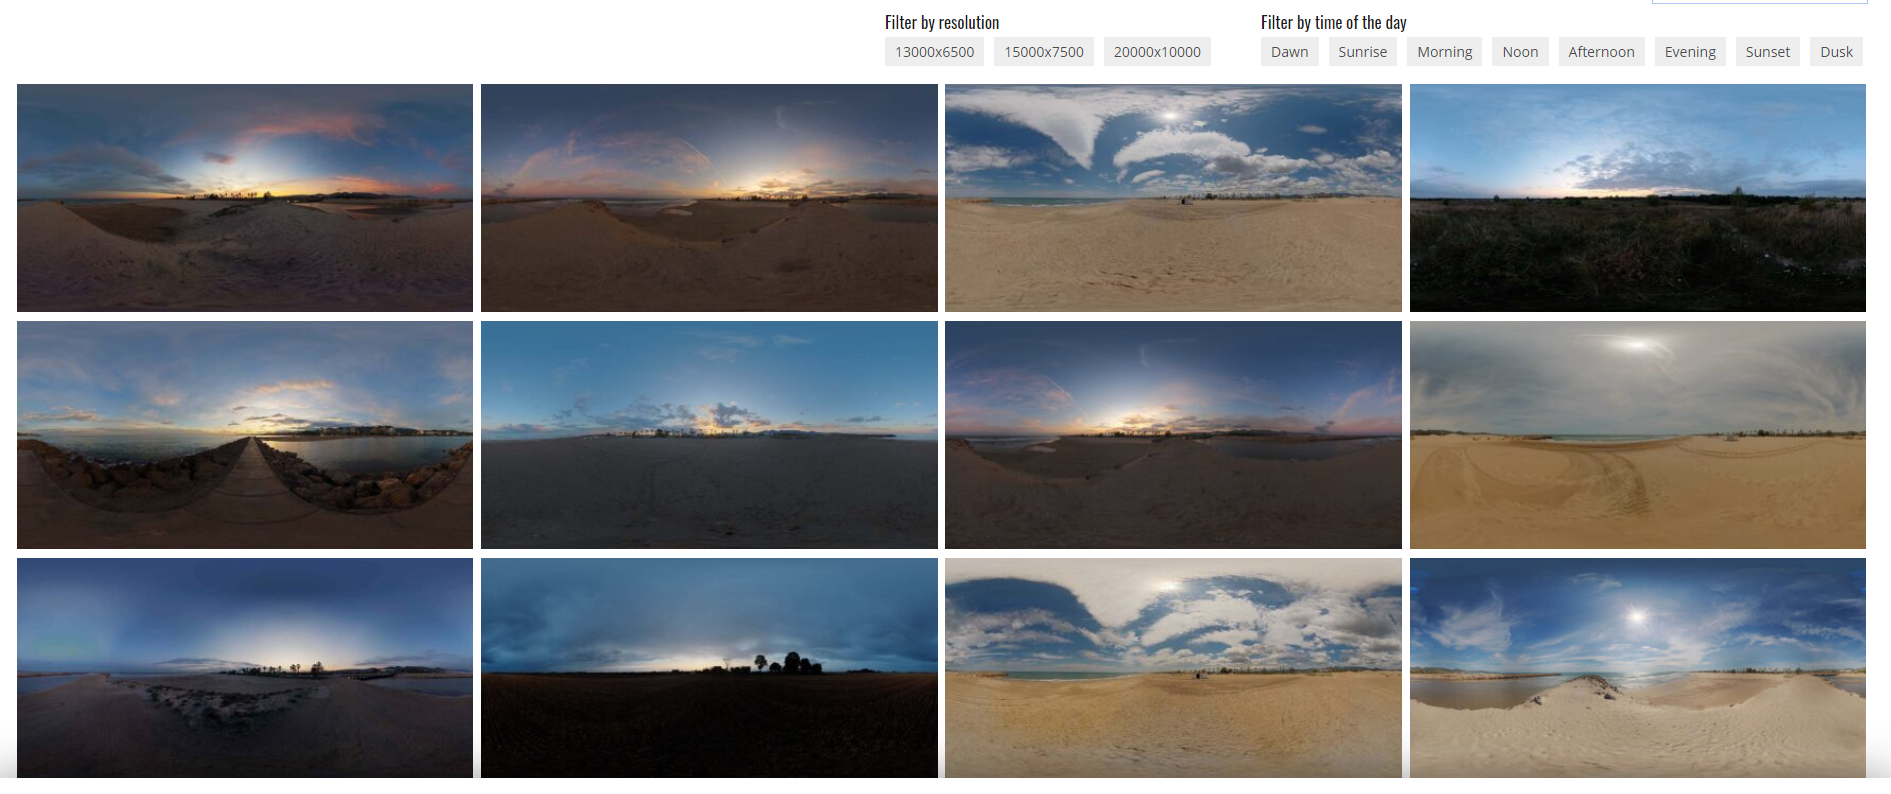 Filter by resolution
13000x6500 15000x7500 20000x10000
Filter by time of the day
Dawn Sunrise Morning Noon Afternoon Evening Sunset Dusk